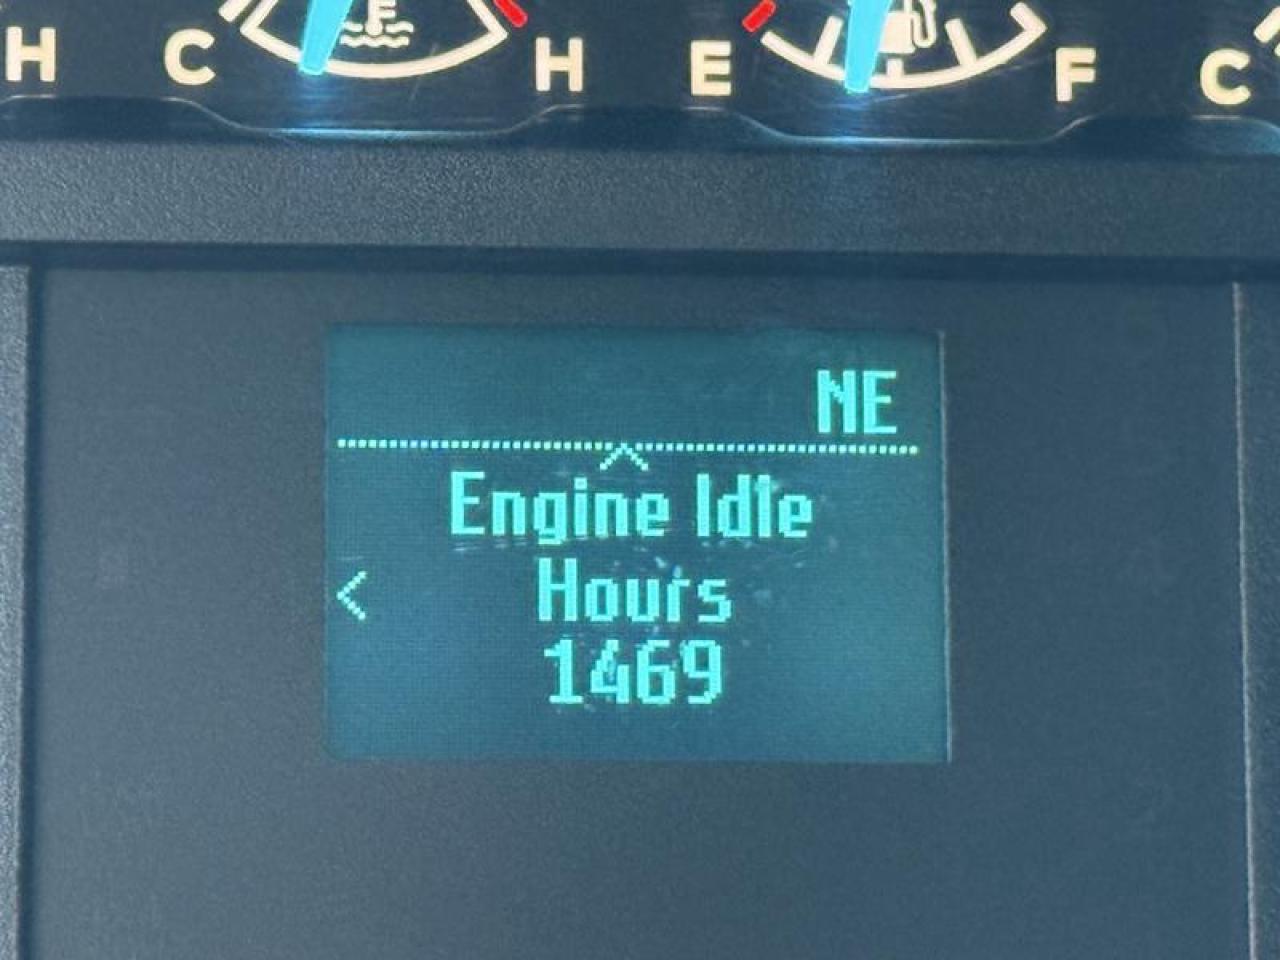 H C H E F C
NE
Engine Idle
Hours
1469